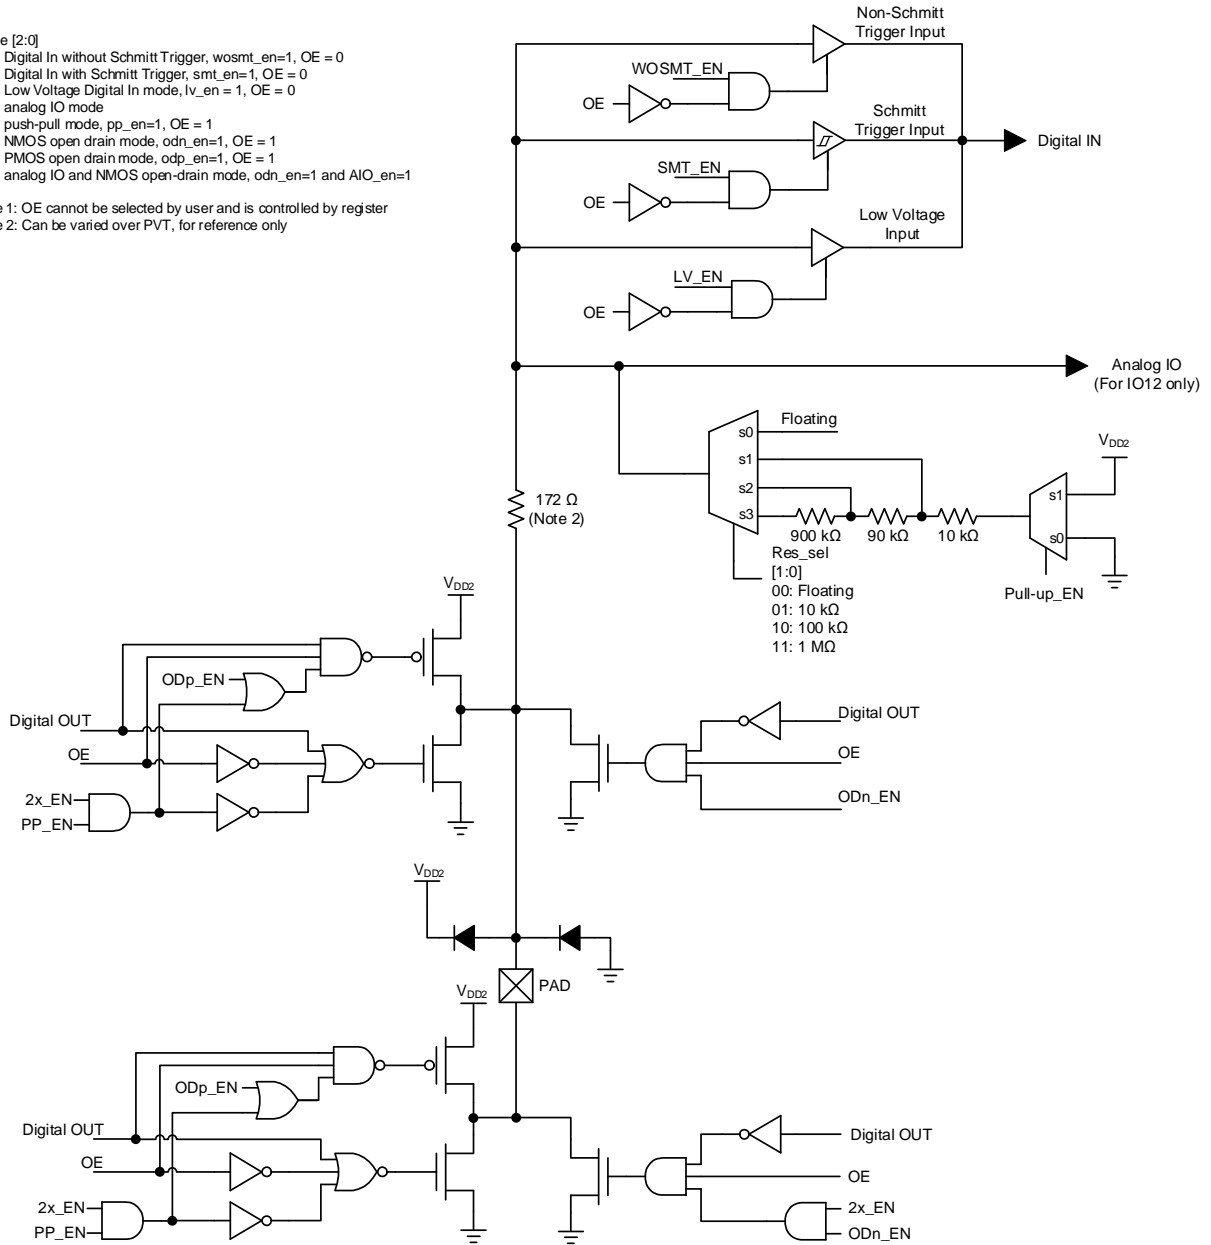 e [2:0]
Digital In without Schmitt Trigger, wosmt_en=1, OE = 0
Digital In with Schmitt Trigger, smt_en=1, OE = 0
Low Voltage Digital In mode, lv_en = 1, OE = 0
analog IO mode
push-pull mode, pp_en=1, OE = 1
NMOS open drain mode, odn_en=1, OE = 1
PMOS open drain mode, odp_en=1, OE = 1
analog IO and NMOS open-drain mode, odn_en=1 and AIO_en=1
e 1: OE cannot be selected by user and is controlled by register
e 2: Can be varied over PVT, for reference only
Non-Schmitt
Trigger Input
WOSMT_EN
OE
Schmitt
Trigger Input
Digital IN
SMT_EN
OE
Low Voltage
Input
LV_EN
OE
Analog IO
(For IO12 only)
Floating
s0
s1
s2
s3
VDD2
s1
s0
172 Ω
(Note 2)
900 kΩ
90 kΩ
10 kΩ
Pull-up_EN
Res_sel
[1:0]
00: Floating
01: 10 kΩ
10: 100 kΩ
11: 1 MΩ
VDD2
ODp_EN
Digital OUT
OE
2x_EN
PP_EN
Digital OUT
OE
ODn_EN
VDD2
PAD
VDD2
ODp_EN
Digital OUT
OE
2x_EN
PP_EN
Digital OUT
OE
2x_EN
ODn_EN